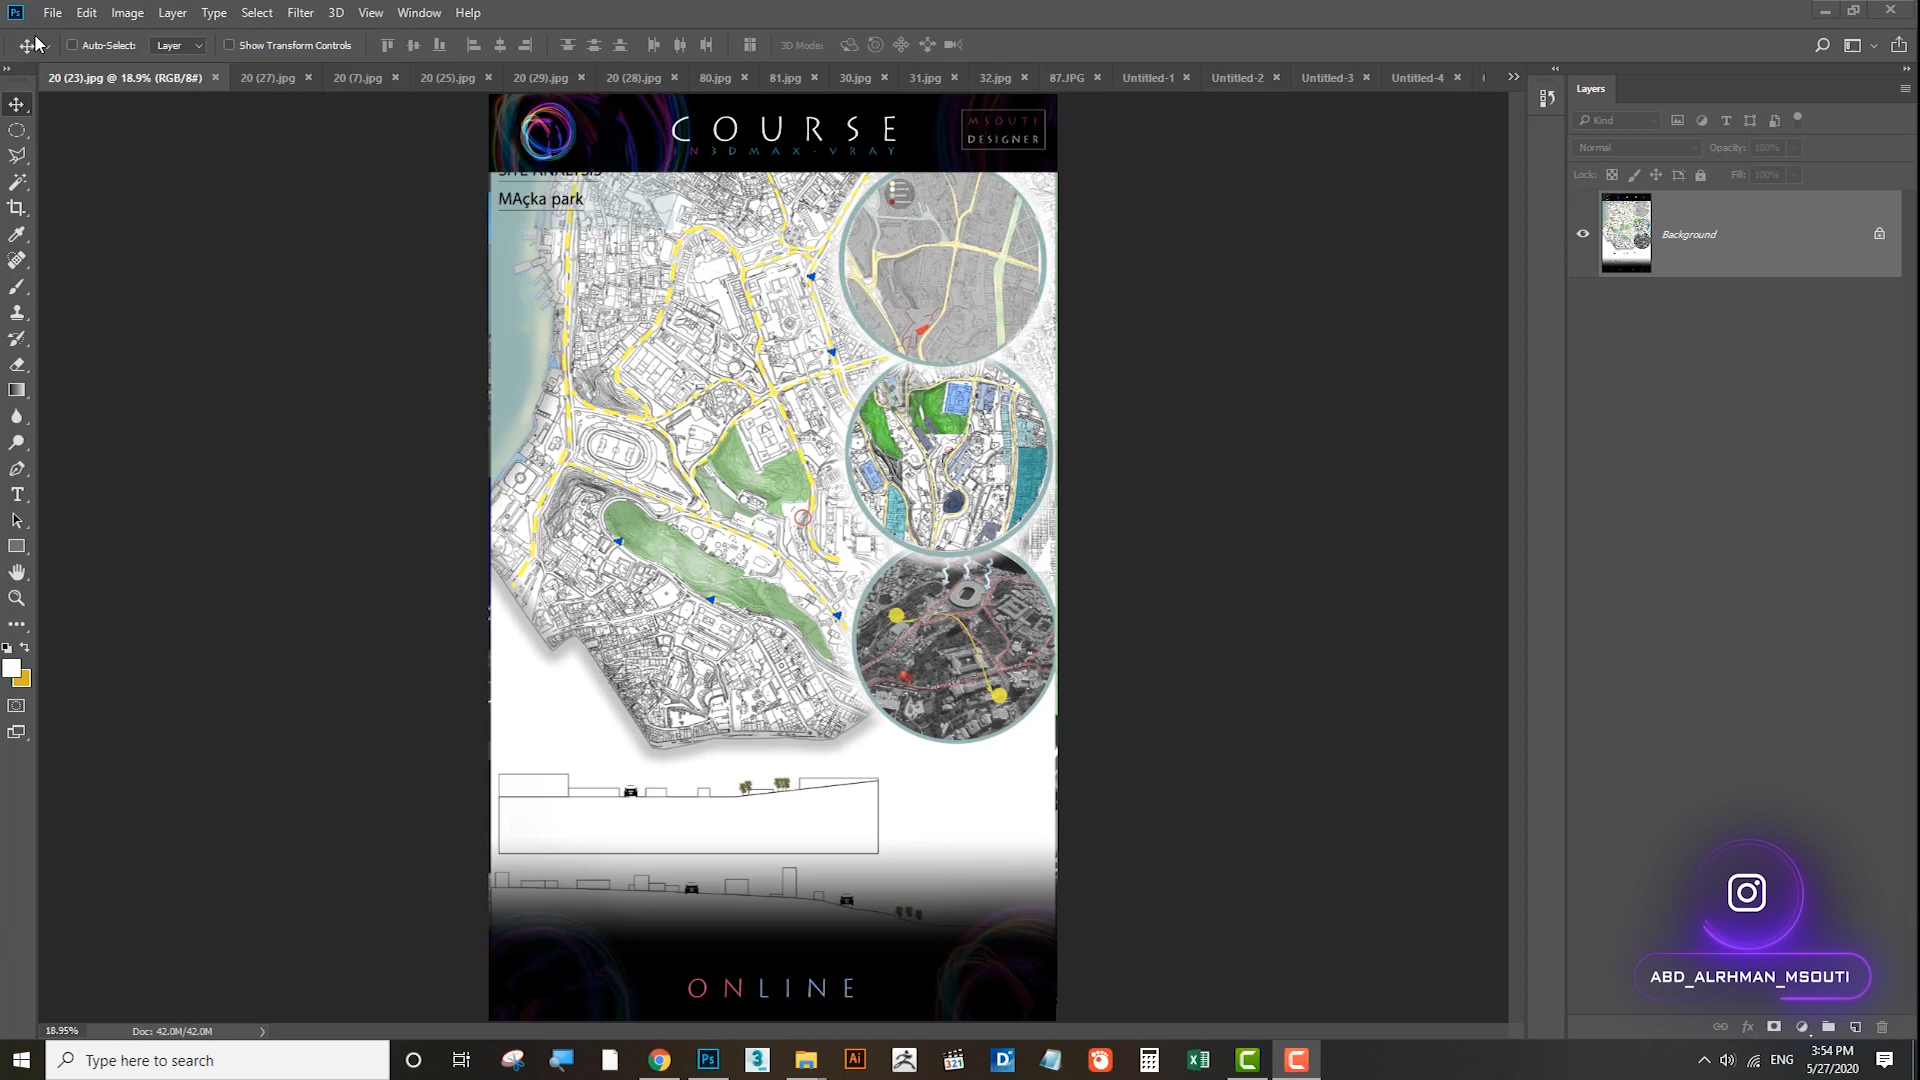 Ps File Edit Image Layer Type Select Filter 3D View Window Help
Auto-Select: Layer Show Transform Controls 3D Mode:
20 (23).jpg @ 18.9% (RGB/8#) 20 (27).jpg 20 (7).jpg 20 (25).jpg 20 (29).jpg 20 (28).jpg 80.jpg 81.jpg 30.jpg 31.jpg 32.jpg 87.JPG Untitled-1 Untitled-2 Untitled-3 Untitled-4
Layers
Kind
Normal Opacity: 100%
Lock: Fill: 100%
Background
COURSE
IN3DMAX-VRAY
MSOUTI
DESIGNER
SITE ANALYSIS
MAçka park
ONLINE
ABD_ALRHMAN_MSOUTI
18.95% Doc: 42.0M/42.0M
Type here to search
ENG
3:54 PM
5/27/2020